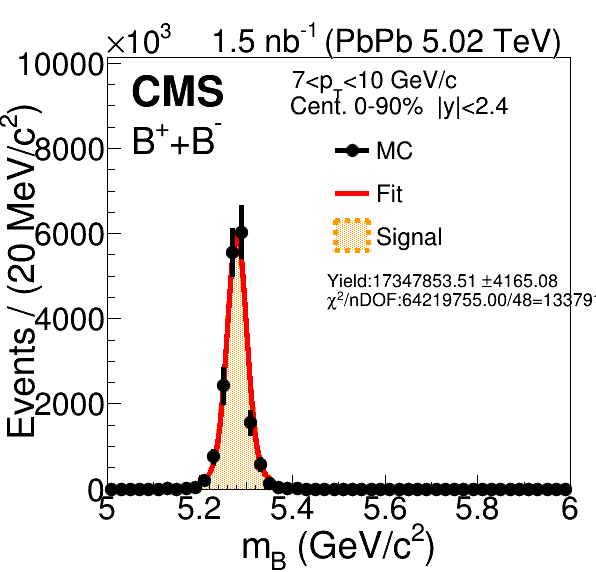 ×10³ 1.5 nb⁻¹ (PbPb 5.02 TeV)
CMS
B⁺+B⁻
7<p_T<10 GeV/c
Cent. 0-90% |y|<2.4
MC
Fit
Signal
Yield:17347853.51 ±4165.08
χ²/nDOF:64219755.00/48=13379
Events / (20 MeV/c²)
10000
8000
6000
4000
2000
0
5 5.2 5.4 5.6 5.8 6
m_B (GeV/c²)